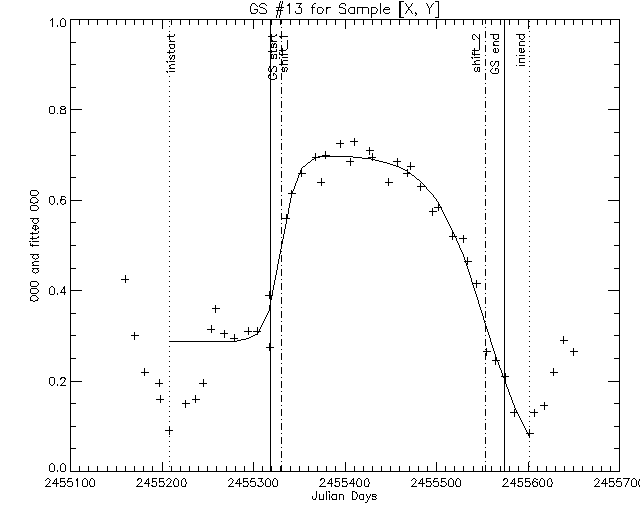 GS #13 for Sample [X, Y]
1.0
0.8
0.6
0.4
0.2
0.0
OOO and fitted OOO
inistart
GS start
shift_1
shift_2
GS end
iniend
2455100 2455200 2455300 2455400 2455500 2455600 245570
Julian Days